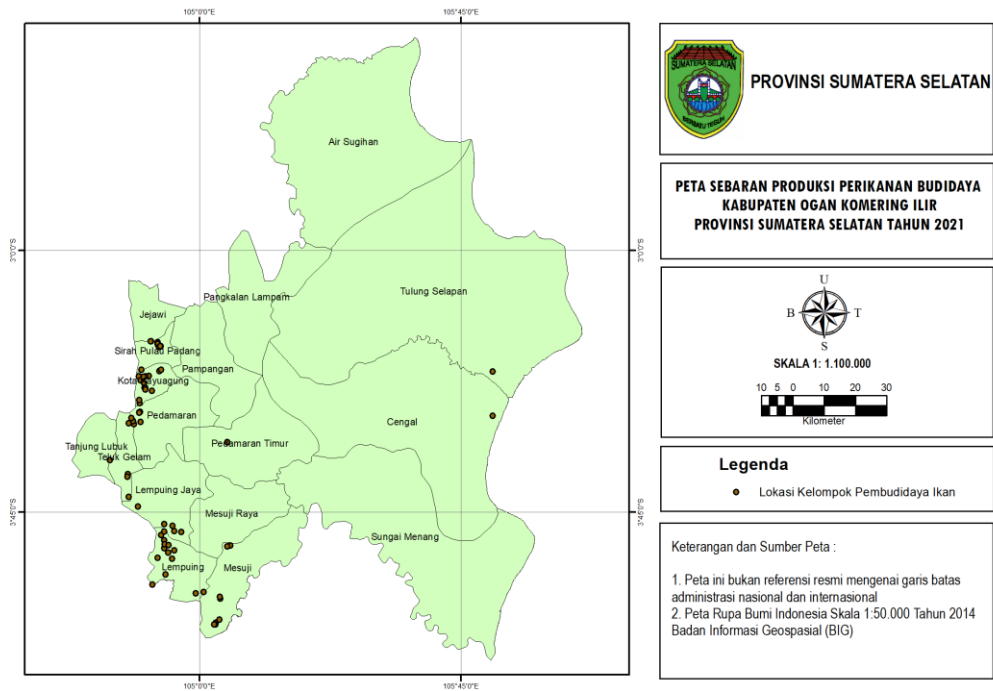 105°0'0"E
105°45'0"E
3°0'0"S
3°45'0"S
3°0'0"S
3°45'0"S
105°0'0"E
105°45'0"E
Air Sugihan
Tulung Selapan
Pangkalan Lampam
Jejawi
Sirah Pulau Padang
Pampangan
Kota Kayuagung
Pedamaran
Cengal
Pedamaran Timur
Tanjung Lubuk
Teluk Gelam
Lempuing Jaya
Mesuji Raya
Sungai Menang
Lempuing
Mesuji
SUMATERA SELATAN
BERSATU TEGUH
PROVINSI SUMATERA SELATAN
PETA SEBARAN PRODUKSI PERIKANAN BUDIDAYA
KABUPATEN OGAN KOMERING ILIR
PROVINSI SUMATERA SELATAN TAHUN 2021
U
B T
S
SKALA 1: 1.100.000
10 5 0 10 20 30
Kilometer
Legenda
Lokasi Kelompok Pembudidaya Ikan
Keterangan dan Sumber Peta :
1. Peta ini bukan referensi resmi mengenai garis batas
administrasi nasional dan internasional
2. Peta Rupa Bumi Indonesia Skala 1:50.000 Tahun 2014
Badan Informasi Geospasial (BIG)